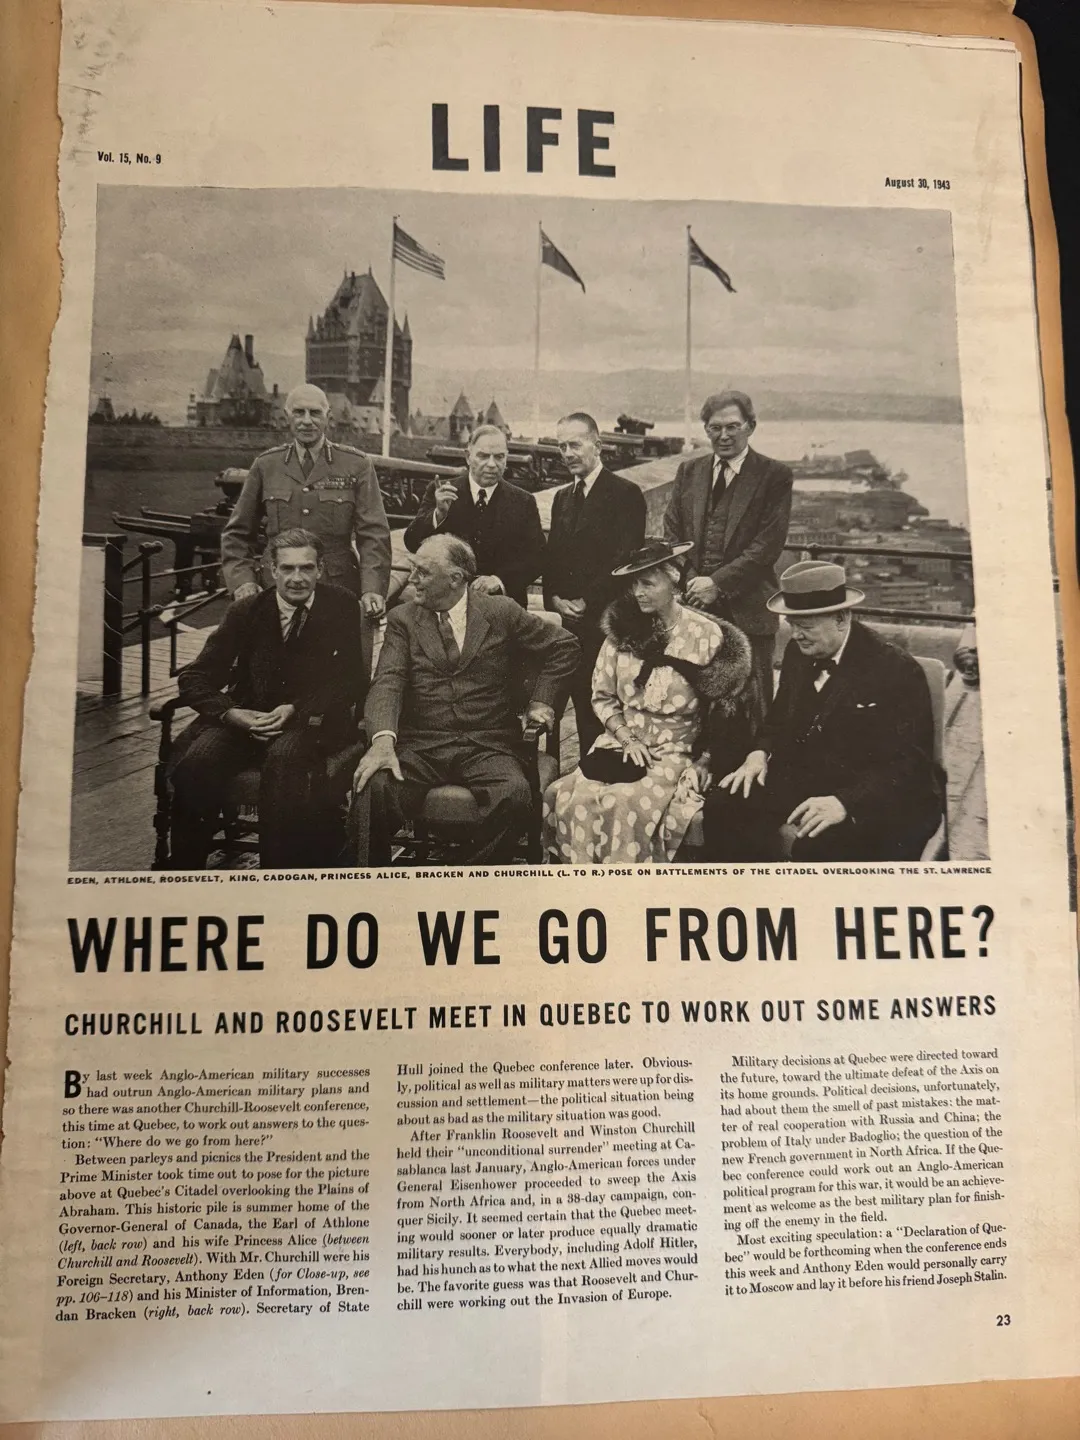 LIFE
Vol. 15, No. 9
August 30, 1943
EDEN, ATHLONE, ROOSEVELT, KING, CADOGAN, PRINCESS ALICE, BRACKEN AND CHURCHILL (L. TO R.) POSE ON BATTLEMENTS OF THE CITADEL OVERLOOKING THE ST. LAWRENCE
WHERE DO WE GO FROM HERE?
CHURCHILL AND ROOSEVELT MEET IN QUEBEC TO WORK OUT SOME ANSWERS
By last week Anglo-American military successes
had outrun Anglo-American military plans and
so there was another Churchill-Roosevelt conference,
this time at Quebec, to work out answers to the ques-
tion: "Where do we go from here?"
Between parleys and picnics the President and the
Prime Minister took time out to pose for the picture
above at Quebec's Citadel overlooking the Plains of
Abraham. This historic pile is summer home of the
Governor-General of Canada, the Earl of Athlone
(left, back row) and his wife Princess Alice (between
Churchill and Roosevelt). With Mr. Churchill were his
Foreign Secretary, Anthony Eden (for Close-up, see
pp. 106–118) and his Minister of Information, Bren-
dan Bracken (right, back row). Secretary of State
Hull joined the Quebec conference later. Obvious-
ly, political as well as military matters were up for dis-
cussion and settlement—the political situation being
about as bad as the military situation was good.
After Franklin Roosevelt and Winston Churchill
held their "unconditional surrender" meeting at Ca-
sablanca last January, Anglo-American forces under
General Eisenhower proceeded to sweep the Axis
from North Africa and, in a 38-day campaign, con-
quer Sicily. It seemed certain that the Quebec meet-
ing would sooner or later produce equally dramatic
military results. Everybody, including Adolf Hitler,
had his hunch as to what the next Allied moves would
be. The favorite guess was that Roosevelt and Chur-
chill were working out the Invasion of Europe.
Military decisions at Quebec were directed toward
the future, toward the ultimate defeat of the Axis on
its home grounds. Political decisions, unfortunately,
had about them the smell of past mistakes: the mat-
ter of real cooperation with Russia and China; the
problem of Italy under Badoglio; the question of the
new French government in North Africa. If the Que-
bec conference could work out an Anglo-American
political program for this war, it would be an achieve-
ment as welcome as the best military plan for finish-
ing off the enemy in the field.
Most exciting speculation: a "Declaration of Que-
bec" would be forthcoming when the conference ends
this week and Anthony Eden would personally carry
it to Moscow and lay it before his friend Joseph Stalin.
23